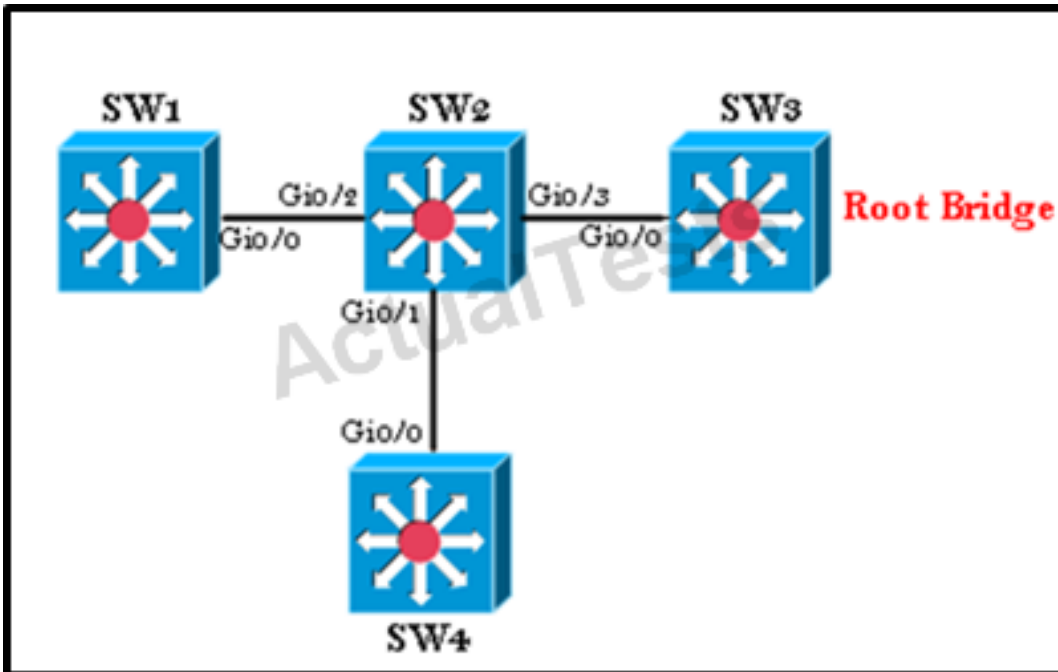 SW1
SW2
SW3
Gi0/2
Gi0/3
Root Bridge
Gi0/0
Gi0/0
Gi0/1
ActualTests
Gi0/0
SW4